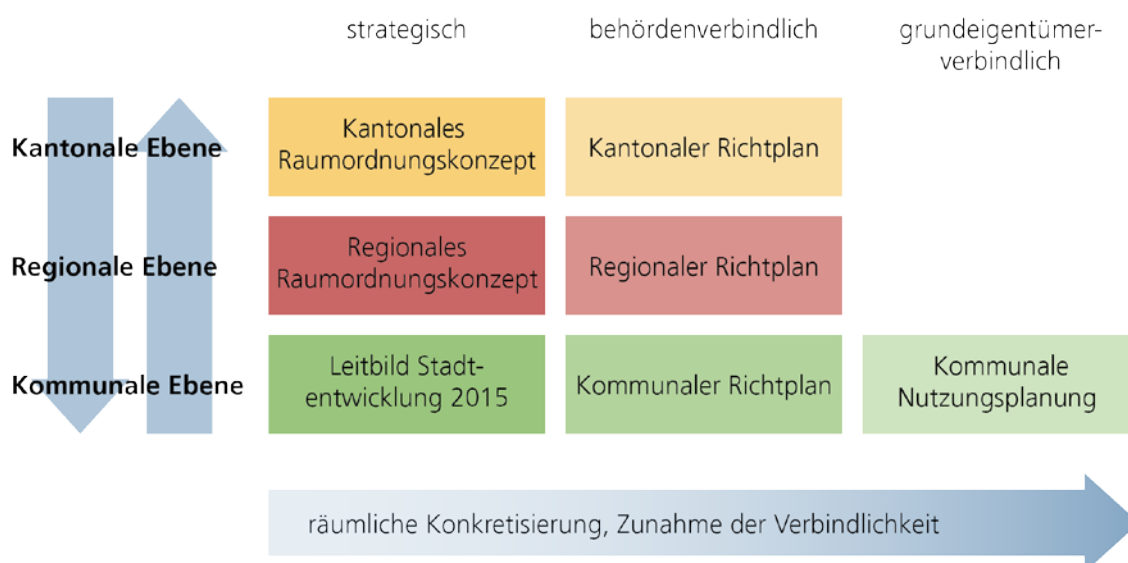 strategisch
behördenverbindlich
grundeigentümer-
verbindlich
Kantonale Ebene
Kantonales
Raumordnungskonzept
Kantonaler Richtplan
Regionale Ebene
Regionales
Raumordnungskonzept
Regionaler Richtplan
Kommunale Ebene
Leitbild Stadt-
entwicklung 2015
Kommunaler Richtplan
Kommunale
Nutzungsplanung
räumliche Konkretisierung, Zunahme der Verbindlichkeit